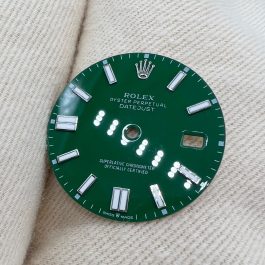 ROLEX
OYSTER PERPETUAL
DATEJUST
SUPERLATIVE CHRONOMETER
OFFICIALLY CERTIFIED
SWISS MADE